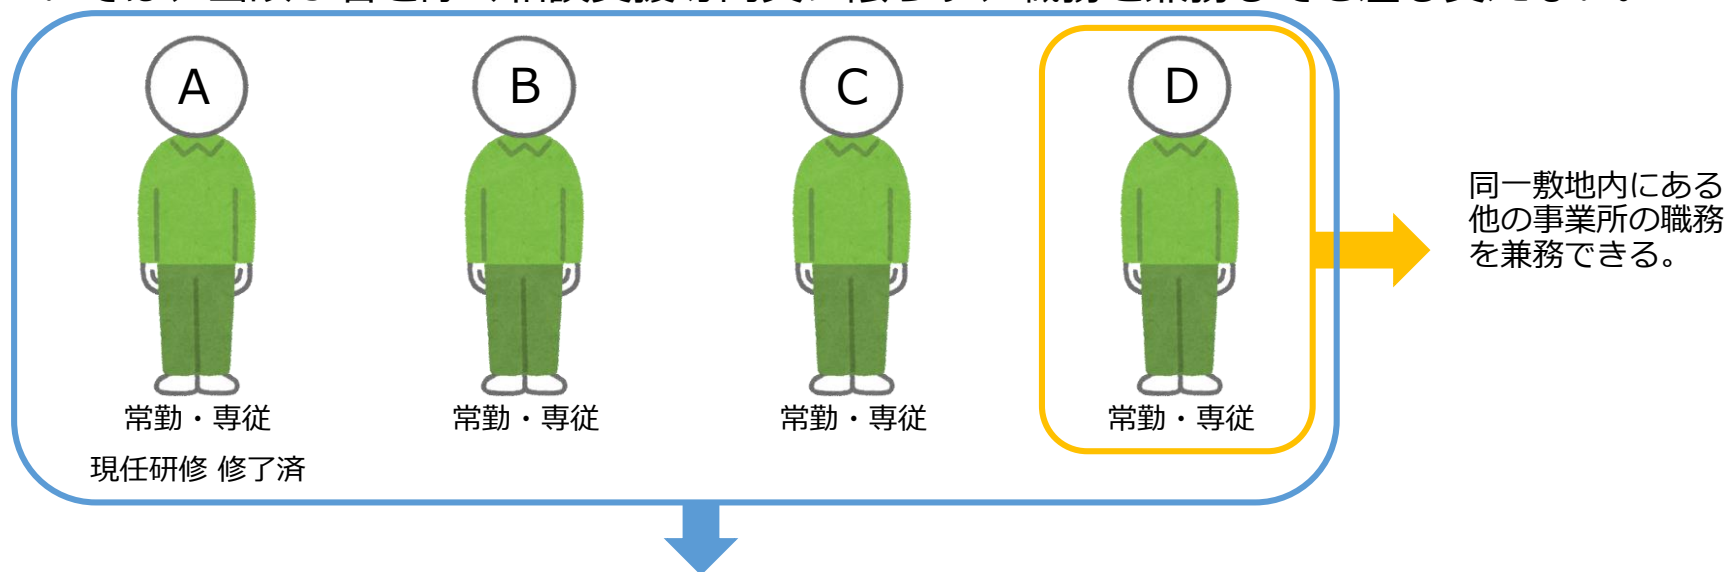 A
B
C
D
常勤・専従
常勤・専従
常勤・専従
常勤・専従
現任研修 修了済
同一敷地内にある
他の事業所の職務
を兼務できる。